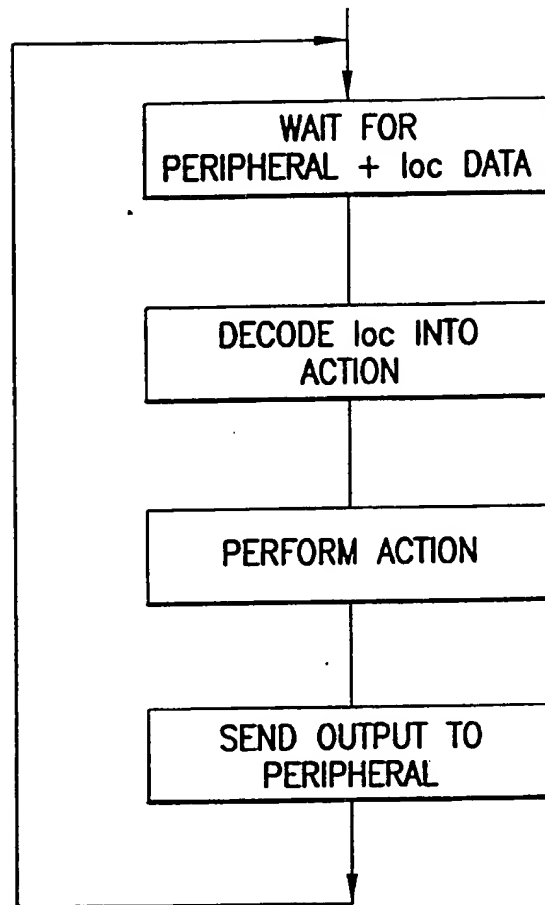 WAIT FOR
PERIPHERAL + loc DATA
DECODE loc INTO
ACTION
PERFORM ACTION
SEND OUTPUT TO
PERIPHERAL